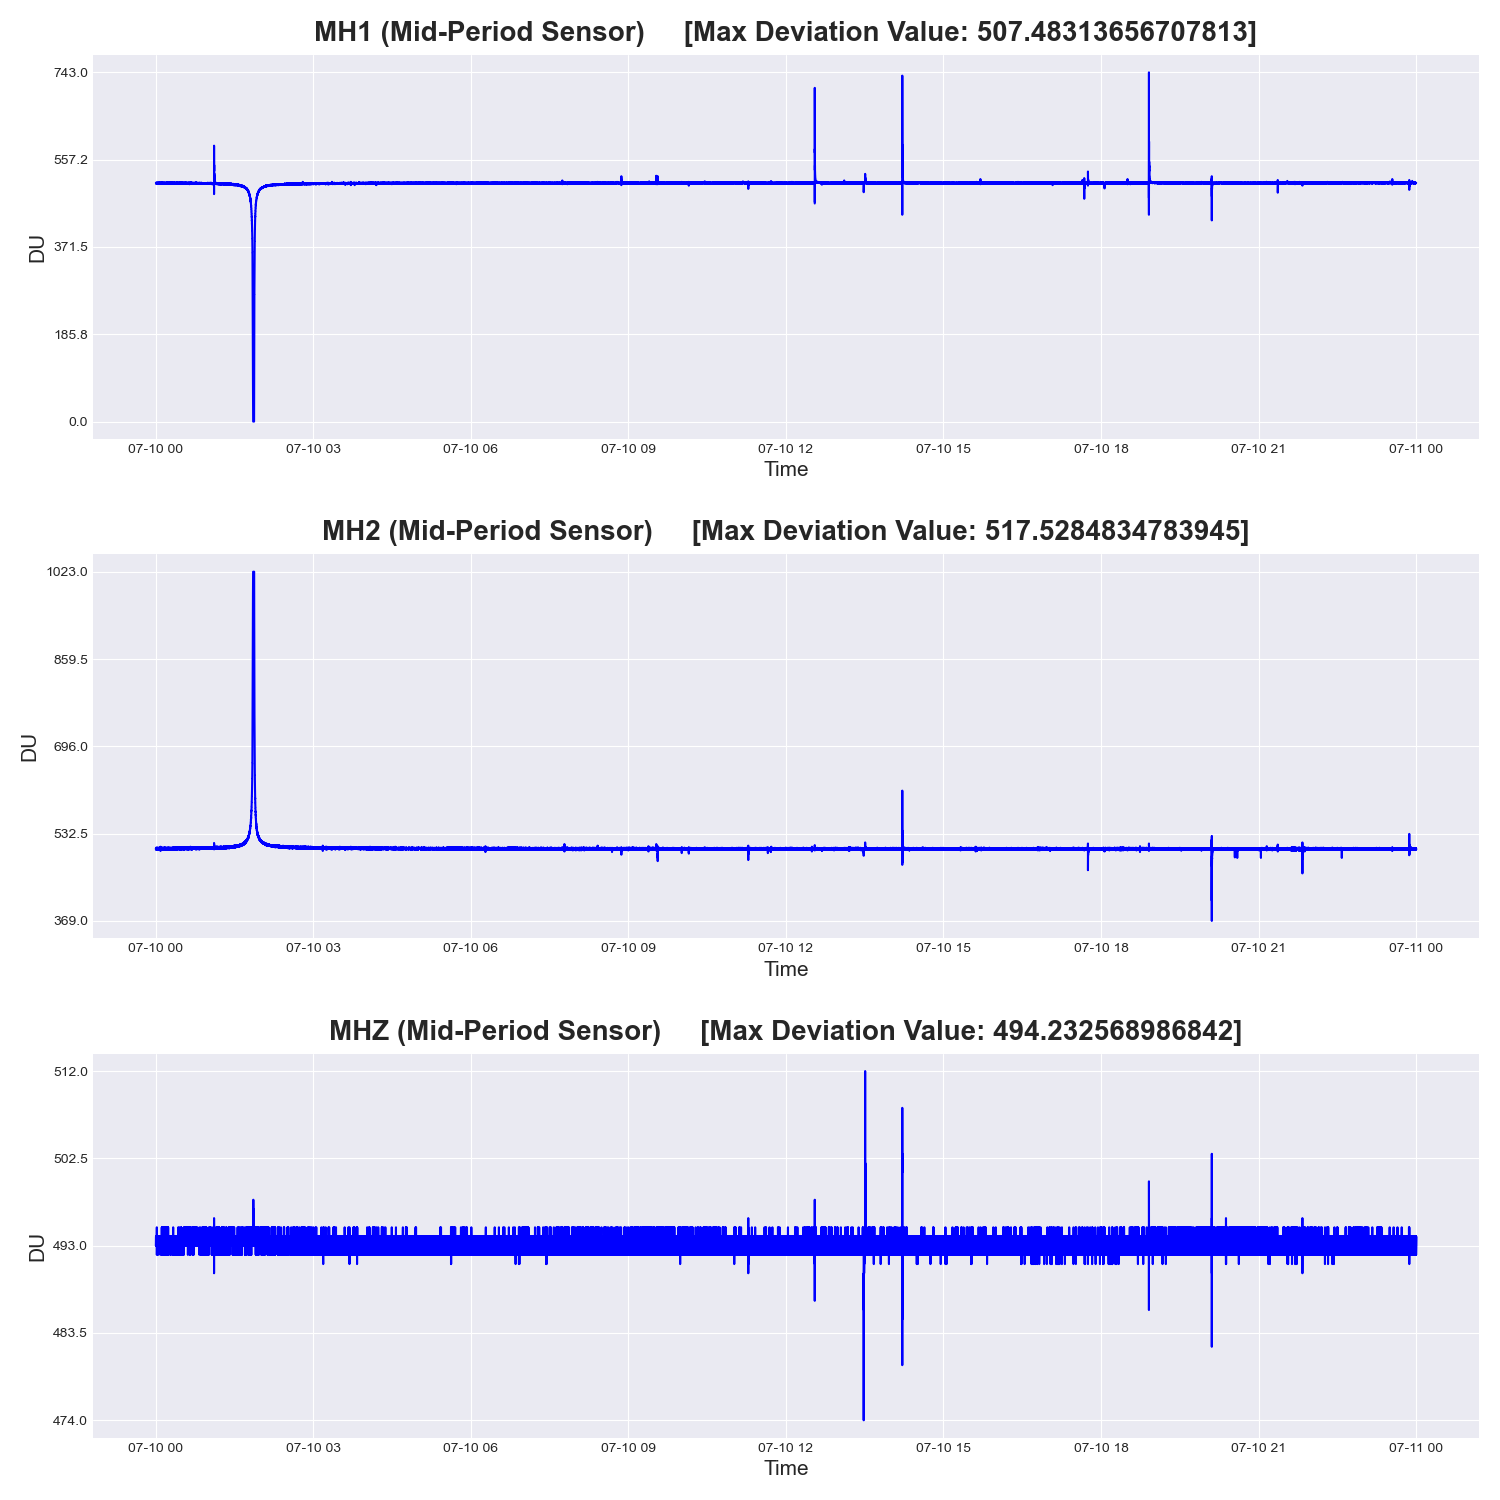 MH1 (Mid-Period Sensor) [Max Deviation Value: 507.48313656707813]
743.0
557.2
371.5
185.8
0.0
DU
07-10 00 07-10 03 07-10 06 07-10 09 07-10 12 07-10 15 07-10 18 07-10 21 07-11 00
Time
MH2 (Mid-Period Sensor) [Max Deviation Value: 517.5284834783945]
1023.0
859.5
696.0
532.5
369.0
DU
07-10 00 07-10 03 07-10 06 07-10 09 07-10 12 07-10 15 07-10 18 07-10 21 07-11 00
Time
MHZ (Mid-Period Sensor) [Max Deviation Value: 494.232568986842]
512.0
502.5
493.0
483.5
474.0
DU
07-10 00 07-10 03 07-10 06 07-10 09 07-10 12 07-10 15 07-10 18 07-10 21 07-11 00
Time